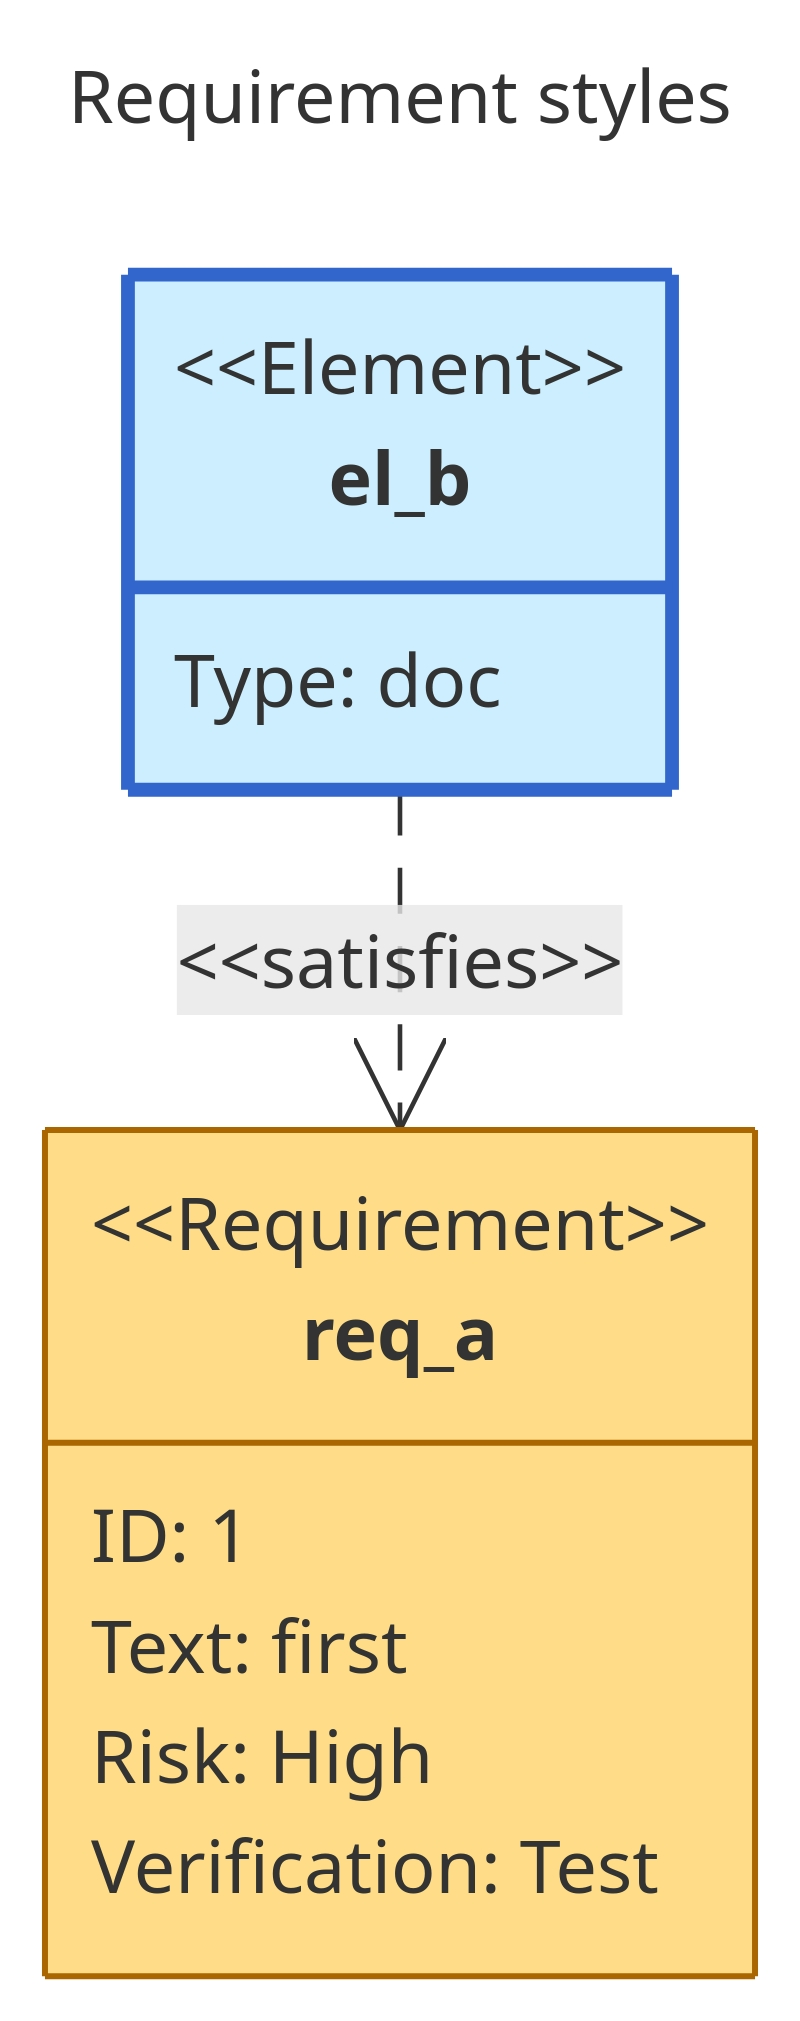 Requirement styles
<<Element>>
el_b
Type: doc
<<satisfies>>
<<Requirement>>
req_a
ID: 1
Text: first
Risk: High
Verification: Test